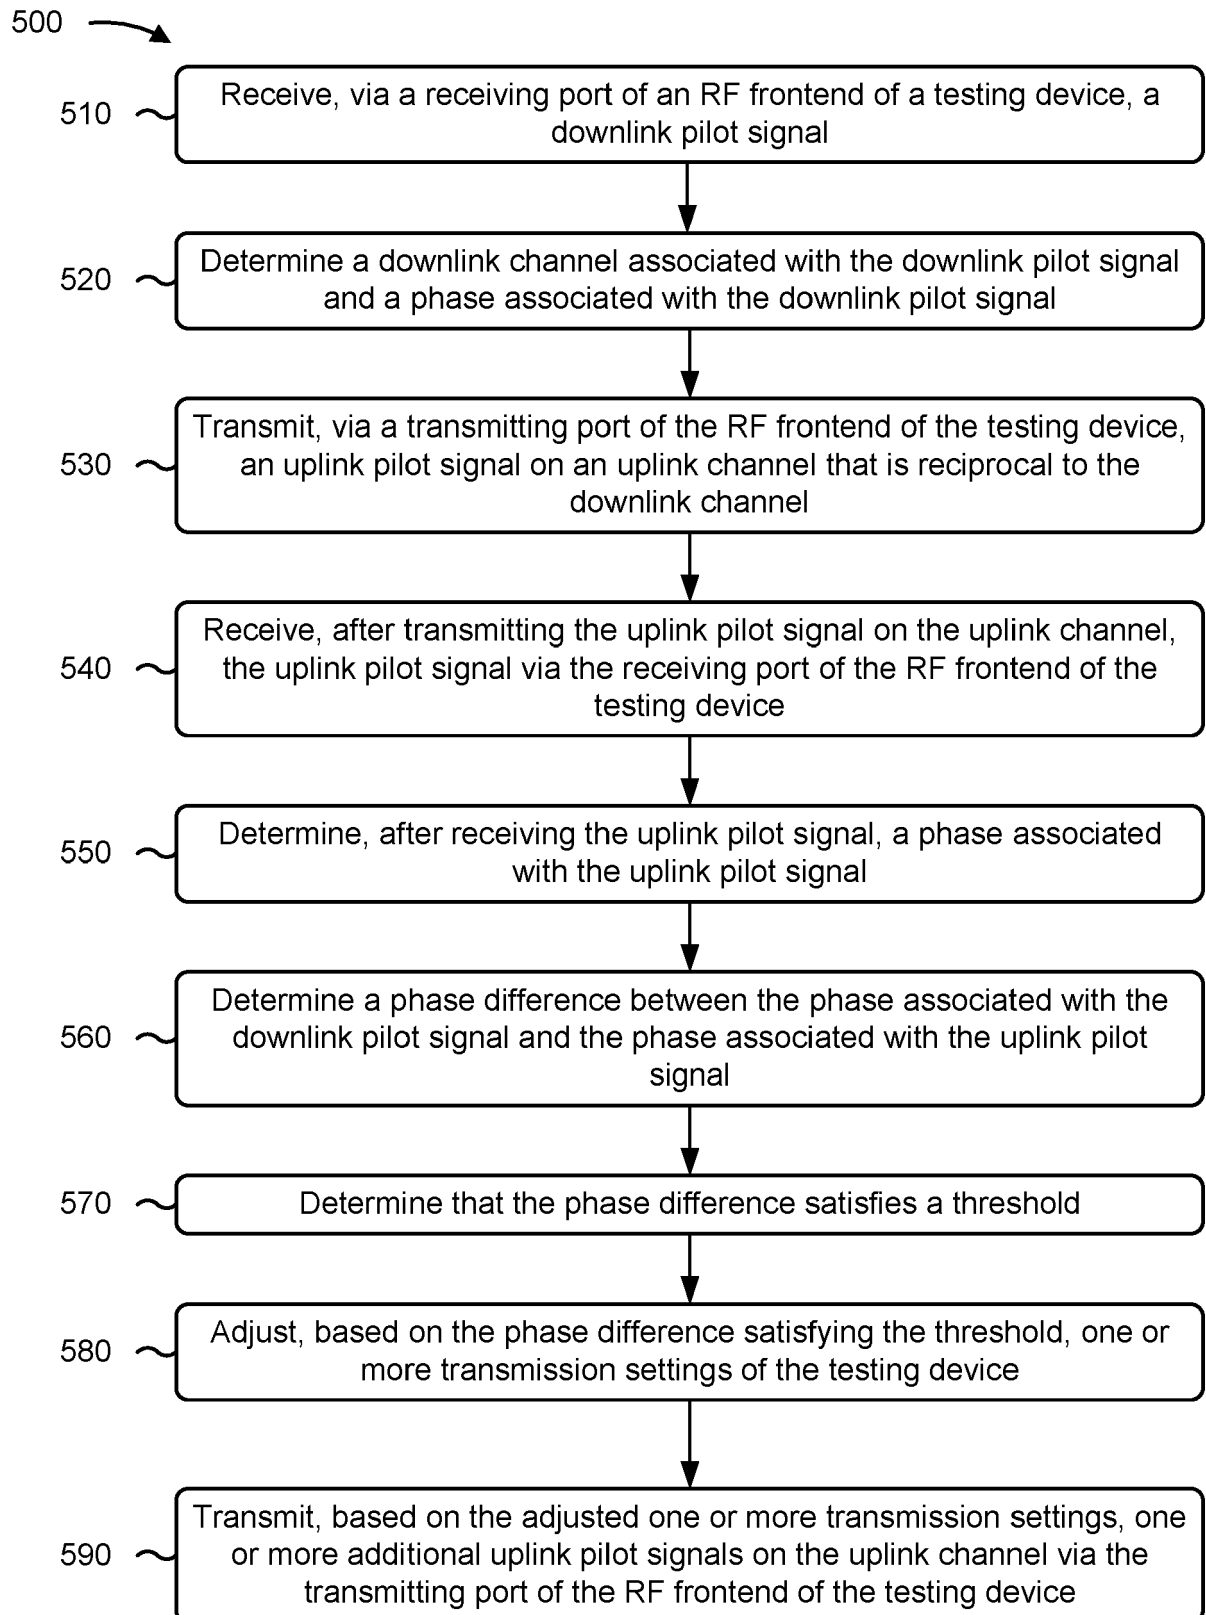 500
510
Receive, via a receiving port of an RF frontend of a testing device, a
downlink pilot signal
520
Determine a downlink channel associated with the downlink pilot signal
and a phase associated with the downlink pilot signal
530
Transmit, via a transmitting port of the RF frontend of the testing device,
an uplink pilot signal on an uplink channel that is reciprocal to the
downlink channel
540
Receive, after transmitting the uplink pilot signal on the uplink channel,
the uplink pilot signal via the receiving port of the RF frontend of the
testing device
550
Determine, after receiving the uplink pilot signal, a phase associated
with the uplink pilot signal
560
Determine a phase difference between the phase associated with the
downlink pilot signal and the phase associated with the uplink pilot
signal
570
Determine that the phase difference satisfies a threshold
580
Adjust, based on the phase difference satisfying the threshold, one or
more transmission settings of the testing device
590
Transmit, based on the adjusted one or more transmission settings, one
or more additional uplink pilot signals on the uplink channel via the
transmitting port of the RF frontend of the testing device